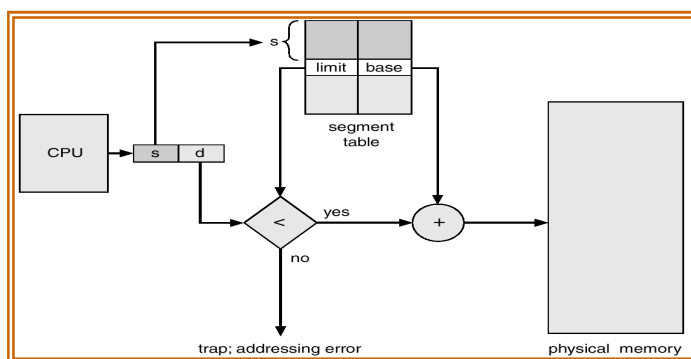 s
limit base
segment
table
CPU
s d
<
yes
+
no
trap; addressing error
physical memory